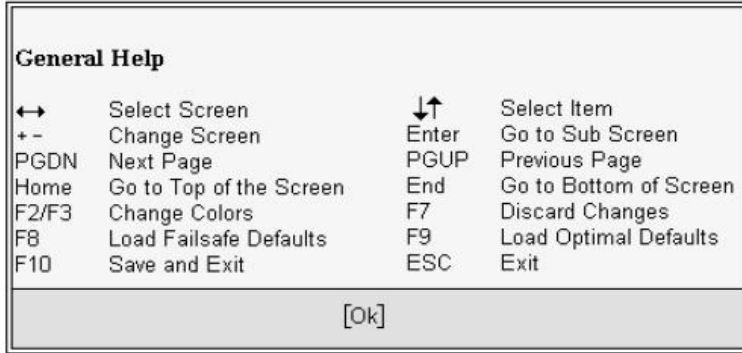 General Help
↔ Select Screen ↓↑ Select Item
+ - Change Screen Enter Go to Sub Screen
PGDN Next Page PGUP Previous Page
Home Go to Top of the Screen End Go to Bottom of Screen
F2/F3 Change Colors F7 Discard Changes
F8 Load Failsafe Defaults F9 Load Optimal Defaults
F10 Save and Exit ESC Exit
[Ok]